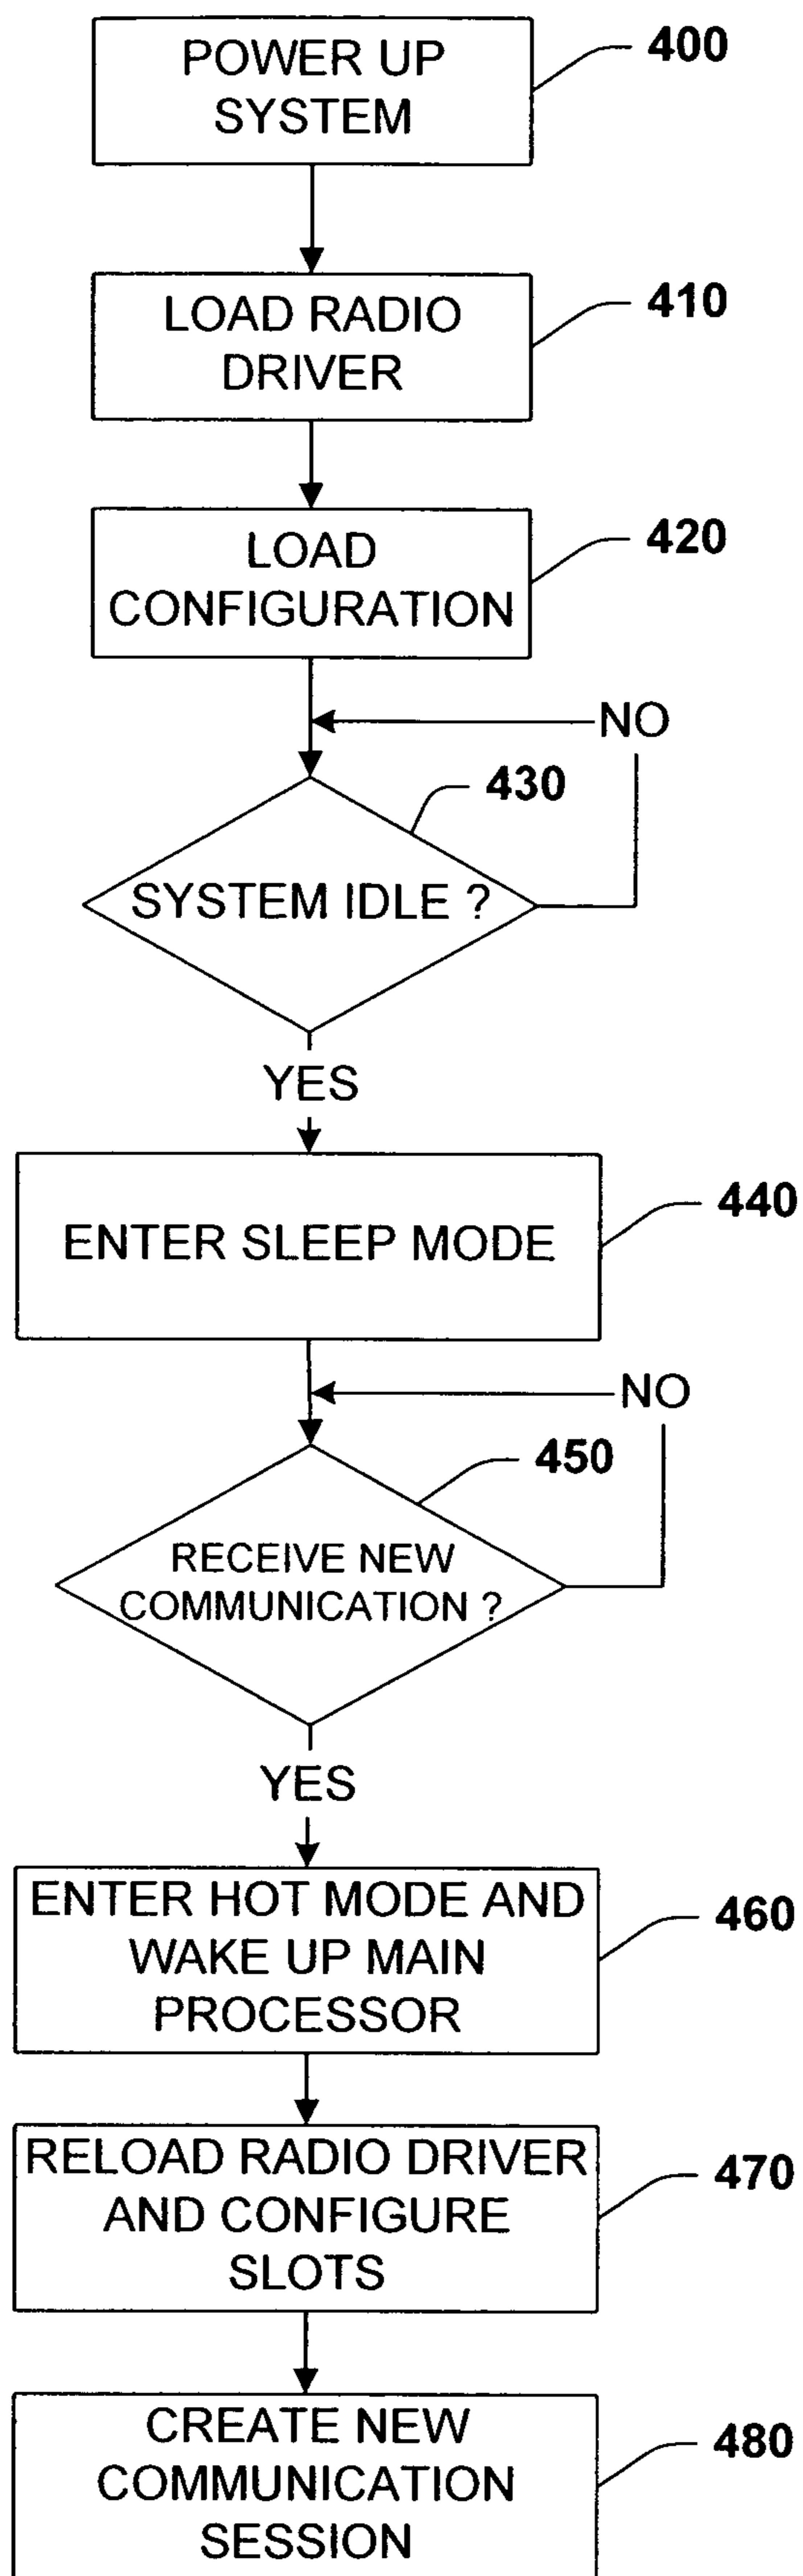 POWER UP
SYSTEM
400
LOAD RADIO
DRIVER
410
LOAD
CONFIGURATION
420
NO
430
SYSTEM IDLE ?
YES
ENTER SLEEP MODE
440
NO
450
RECEIVE NEW
COMMUNICATION ?
YES
ENTER HOT MODE AND
WAKE UP MAIN
PROCESSOR
460
RELOAD RADIO DRIVER
AND CONFIGURE
SLOTS
470
CREATE NEW
COMMUNICATION
SESSION
480